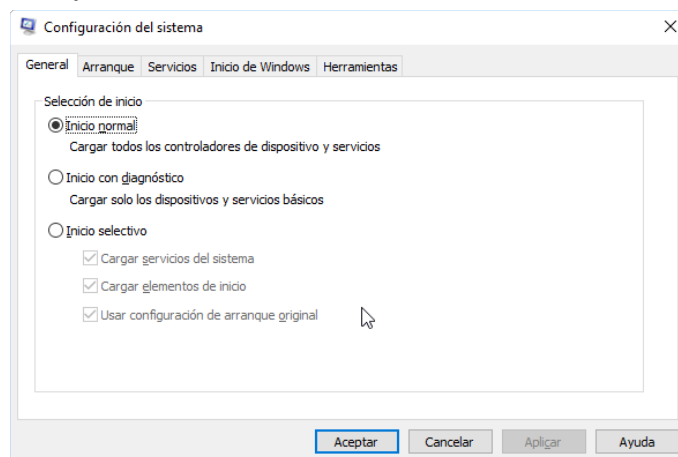 Configuración del sistema
General Arranque Servicios Inicio de Windows Herramientas
Selección de inicio
Inicio normal
Cargar todos los controladores de dispositivo y servicios
Inicio con diagnóstico
Cargar solo los dispositivos y servicios básicos
Inicio selectivo
Cargar servicios del sistema
Cargar elementos de inicio
Usar configuración de arranque original
Aceptar Cancelar Aplicar Ayuda